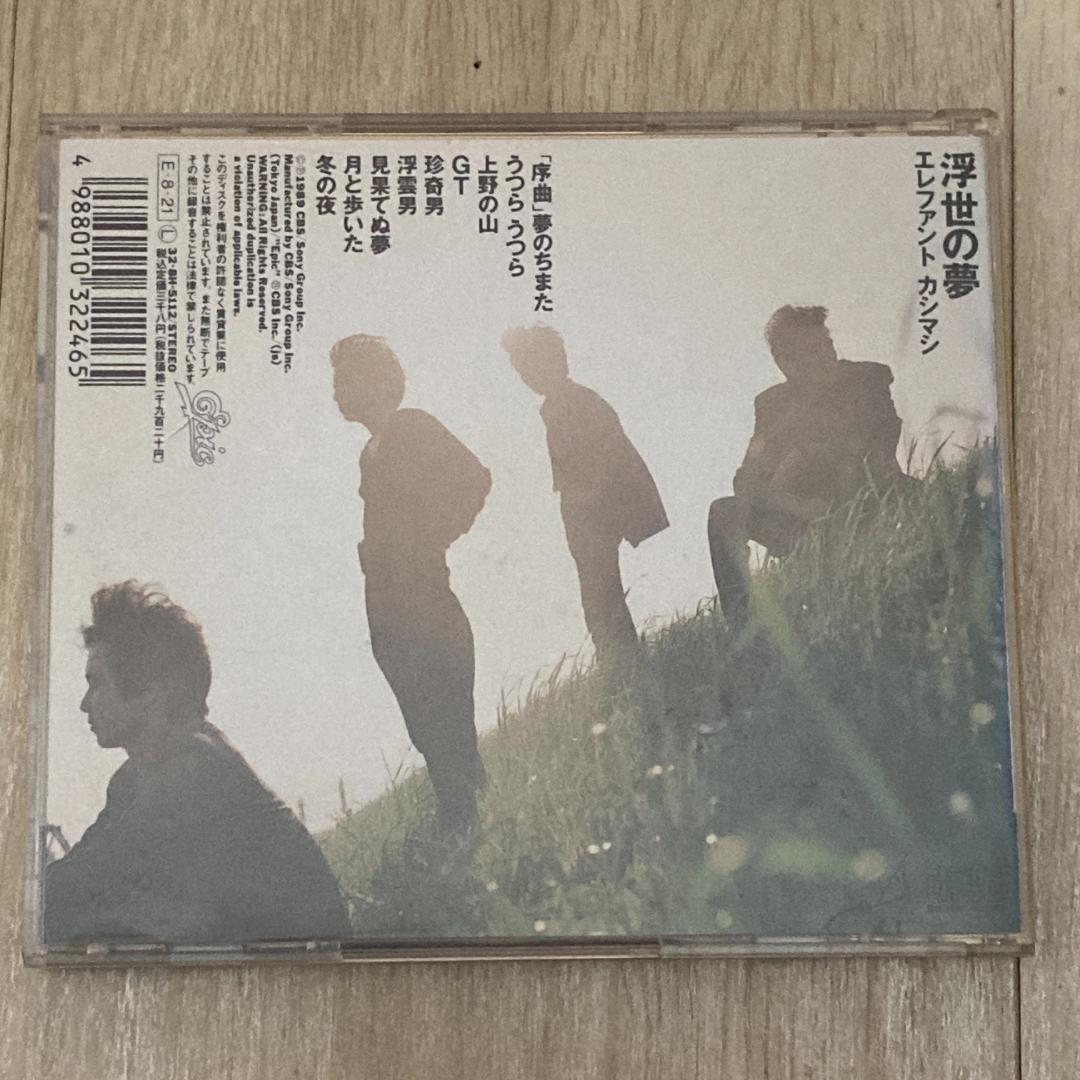 浮世の夢
エレファント カシマシ
「序曲」夢のちまた
うつら うつら
上野の山
GT
珍奇男
浮雲男
見果てぬ夢
月と歩いた
冬の夜
©℗1989 CBS/Sony Group Inc.
Manufactured by CBS/Sony Group Inc.
(Tokyo Japan) "Epic" ® CBS Inc./(js)
WARNING: All Rights Reserved.
Unauthorized duplication is
a violation of applicable laws.
このディスクを権利者の許諾なく賃貸業に使用
することは禁止されています。また無断でテープ
その他に録音することは法律で禁じられています。
Epic
E・8・21 Ⓛ 32・8H-5112/STEREO
税込定価三千八円(税抜価格二千九百二十円)
4 988010 322465